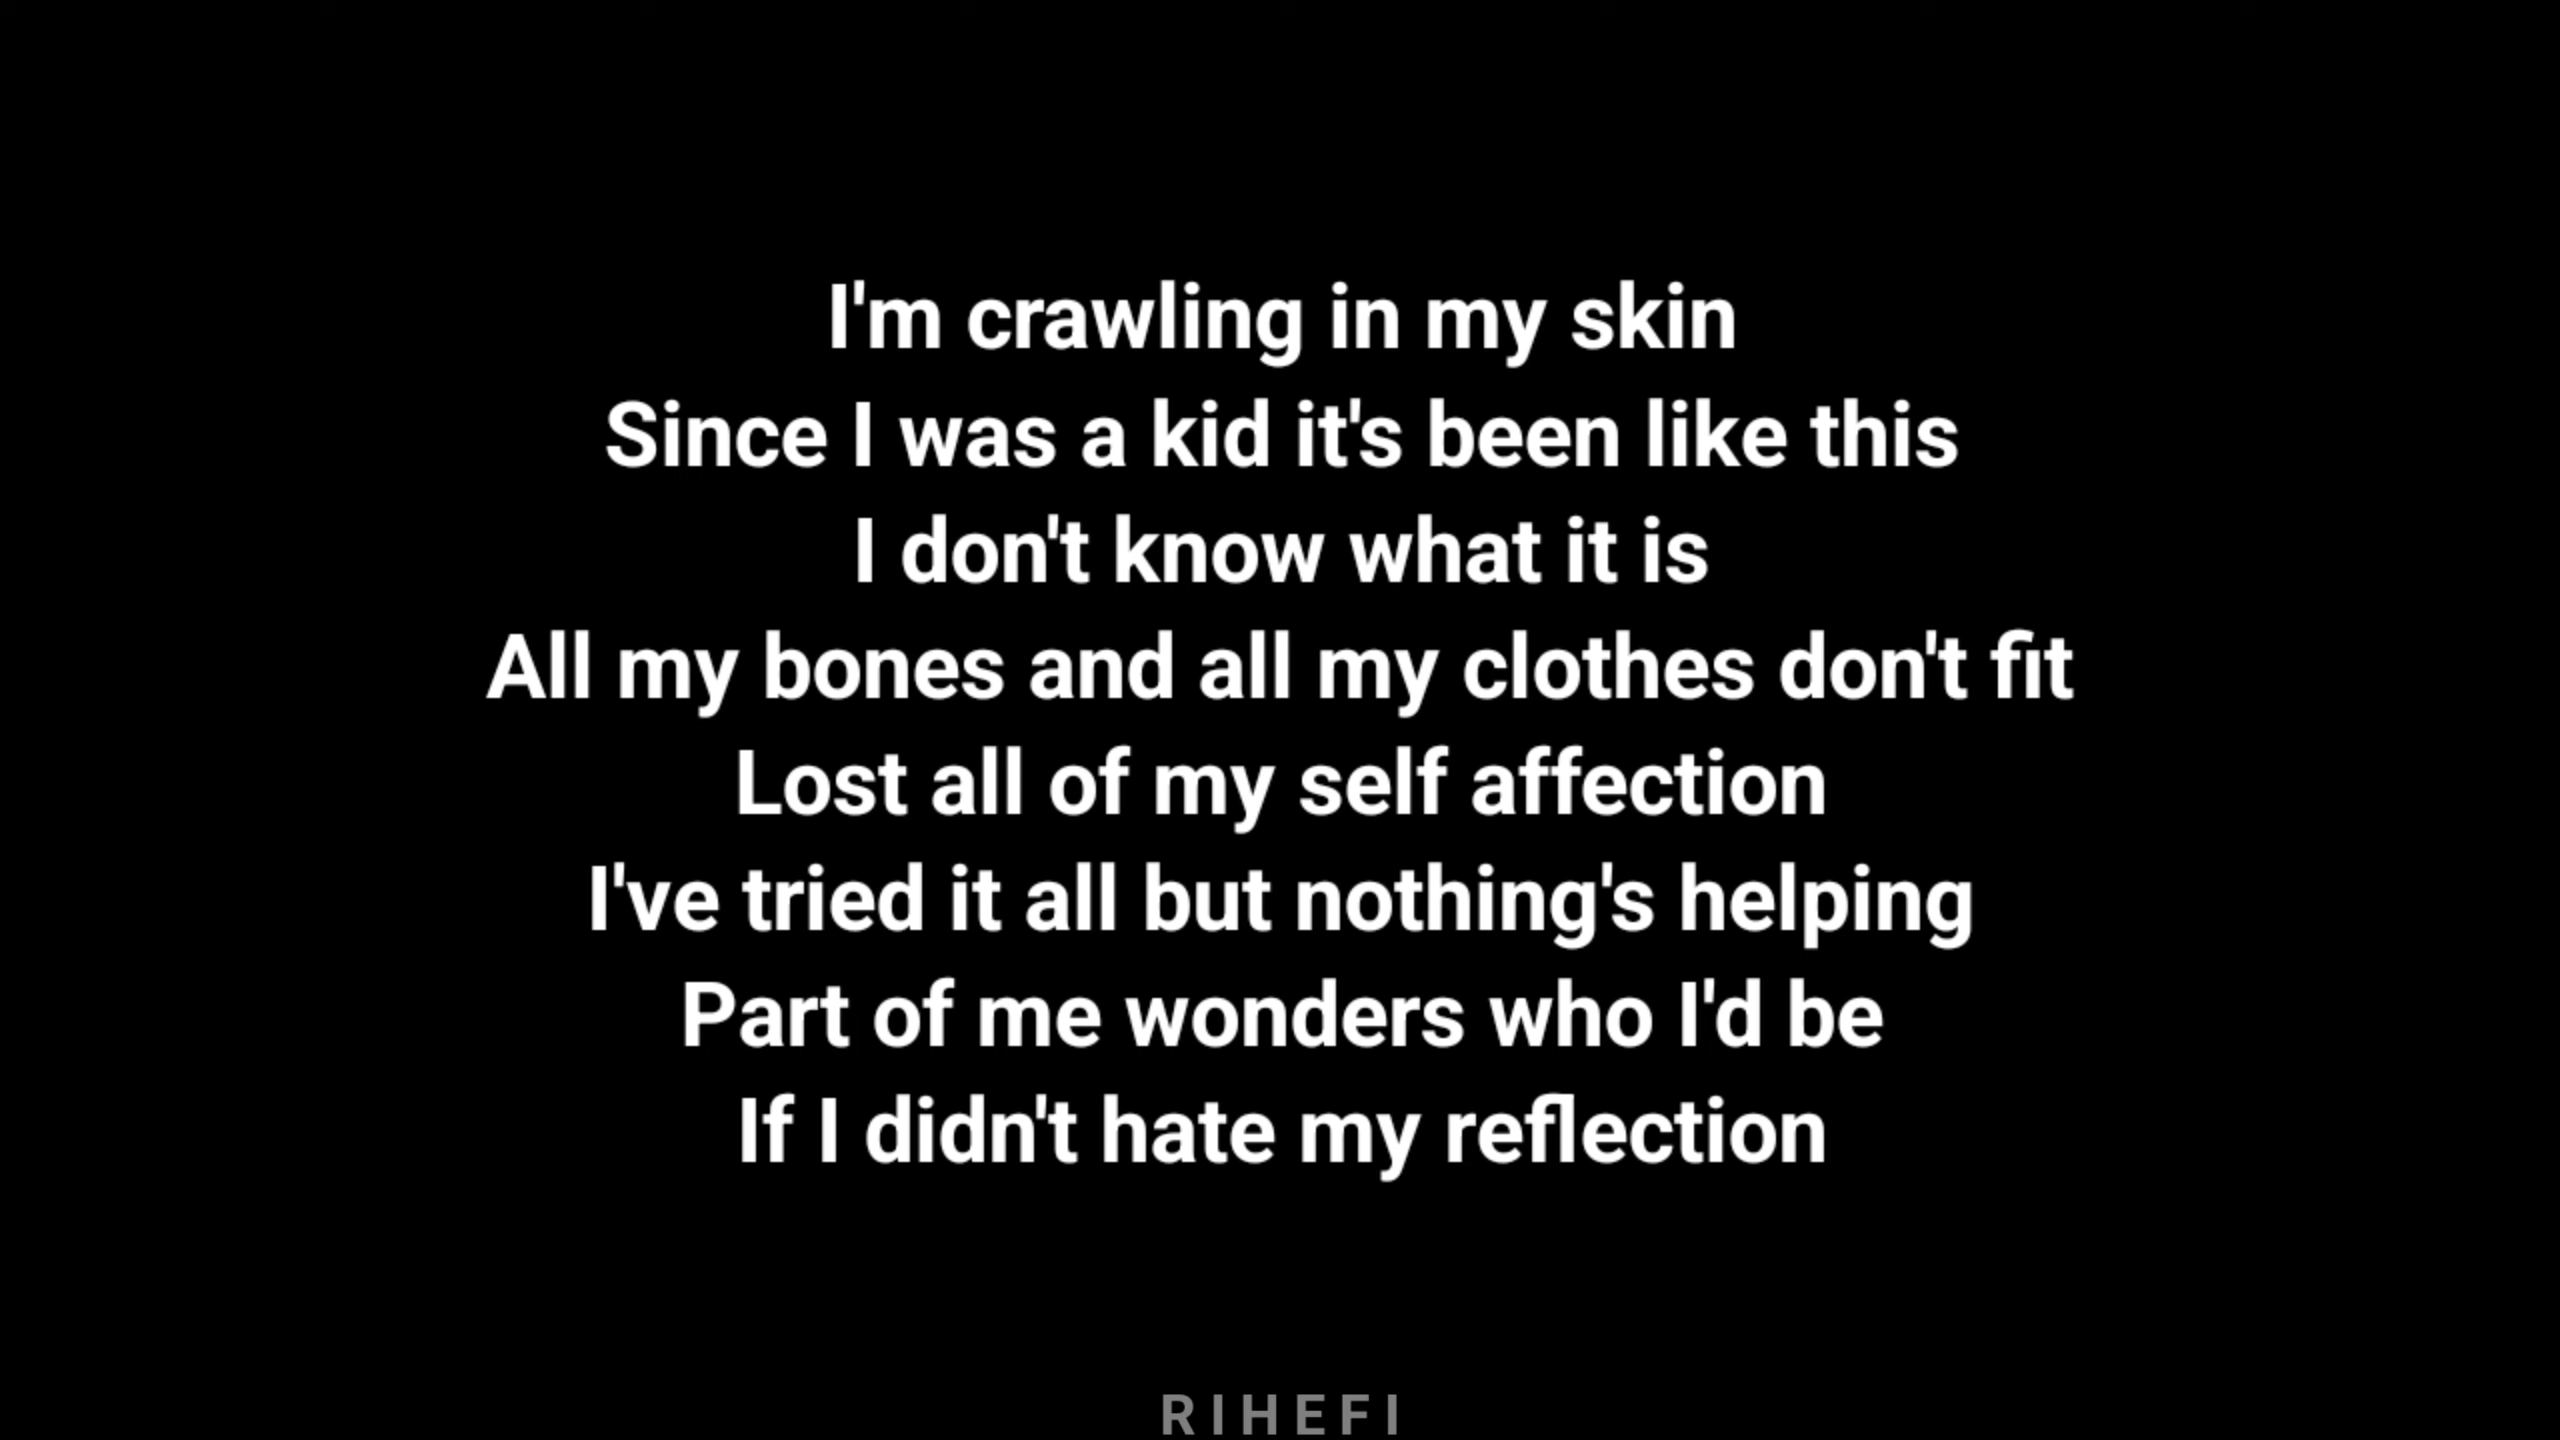 I'm crawling in my skin
Since I was a kid it's been like this
I don't know what it is
All my bones and all my clothes don't fit
Lost all of my self affection
I've tried it all but nothing's helping
Part of me wonders who I'd be
If I didn't hate my reflection
RIHEFI